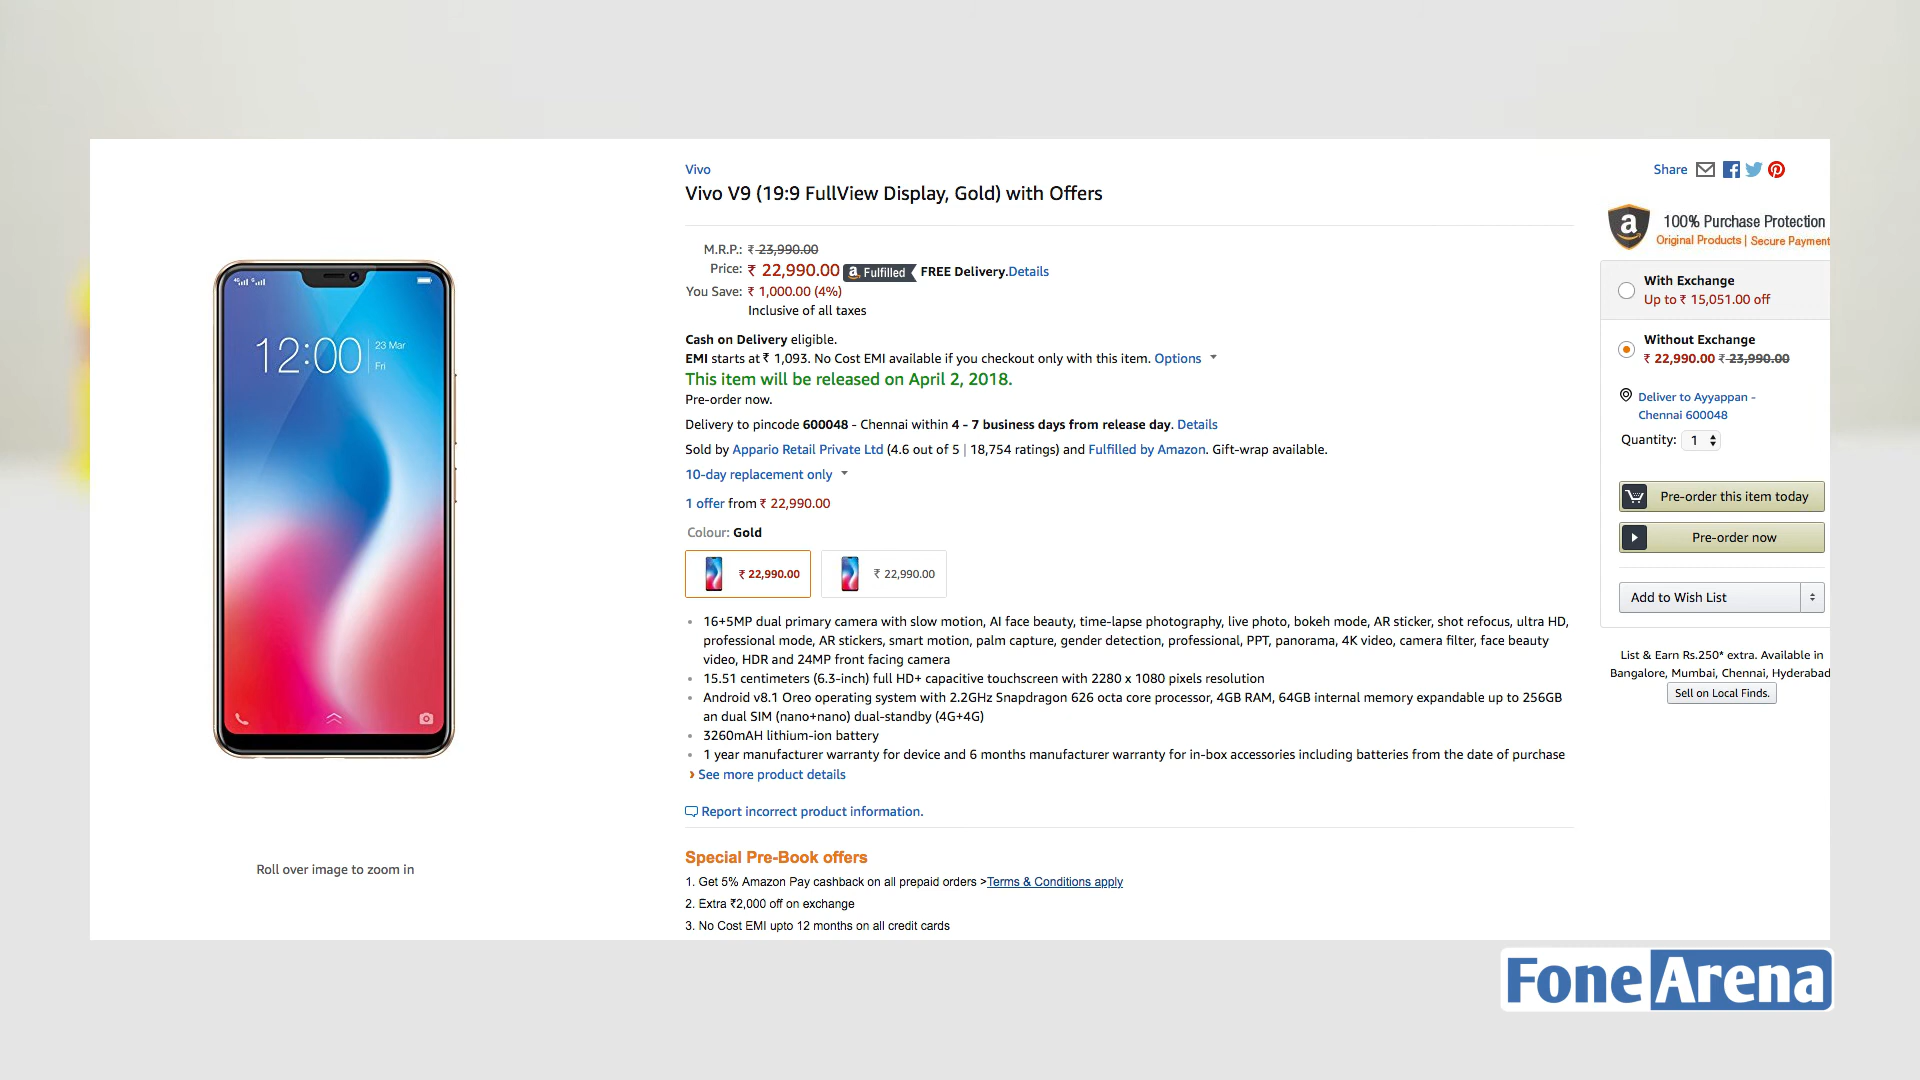 Vivo
Vivo V9 (19:9 FullView Display, Gold) with Offers
M.R.P.: ₹ 23,990.00
Price: ₹ 22,990.00 a Fulfilled FREE Delivery.Details
You Save: ₹ 1,000.00 (4%)
Inclusive of all taxes
Cash on Delivery eligible.
EMI starts at ₹ 1,093. No Cost EMI available if you checkout only with this item. Options
This item will be released on April 2, 2018.
Pre-order now.
Delivery to pincode 600048 - Chennai within 4 - 7 business days from release day. Details
Sold by Appario Retail Private Ltd (4.6 out of 5 | 18,754 ratings) and Fulfilled by Amazon. Gift-wrap available.
10-day replacement only
1 offer from ₹ 22,990.00
Colour: Gold
₹ 22,990.00 ₹ 22,990.00
16+5MP dual primary camera with slow motion, AI face beauty, time-lapse photography, live photo, bokeh mode, AR sticker, shot refocus, ultra HD,
professional mode, AR stickers, smart motion, palm capture, gender detection, professional, PPT, panorama, 4K video, camera filter, face beauty
video, HDR and 24MP front facing camera
15.51 centimeters (6.3-inch) full HD+ capacitive touchscreen with 2280 x 1080 pixels resolution
Android v8.1 Oreo operating system with 2.2GHz Snapdragon 626 octa core processor, 4GB RAM, 64GB internal memory expandable up to 256GB
an dual SIM (nano+nano) dual-standby (4G+4G)
3260mAH lithium-ion battery
1 year manufacturer warranty for device and 6 months manufacturer warranty for in-box accessories including batteries from the date of purchase
› See more product details
Report incorrect product information.
Special Pre-Book offers
1. Get 5% Amazon Pay cashback on all prepaid orders >Terms & Conditions apply
2. Extra ₹2,000 off on exchange
3. No Cost EMI upto 12 months on all credit cards
12:00 23 Mar
Fri
Roll over image to zoom in
Share
a 100% Purchase Protection
Original Products | Secure Payment
With Exchange
Up to ₹ 15,051.00 off
Without Exchange
₹ 22,990.00 ₹ 23,990.00
Deliver to Ayyappan -
Chennai 600048
Quantity: 1
Pre-order this item today
Pre-order now
Add to Wish List
List & Earn Rs.250* extra. Available in
Bangalore, Mumbai, Chennai, Hyderabad
Sell on Local Finds.
FoneArena